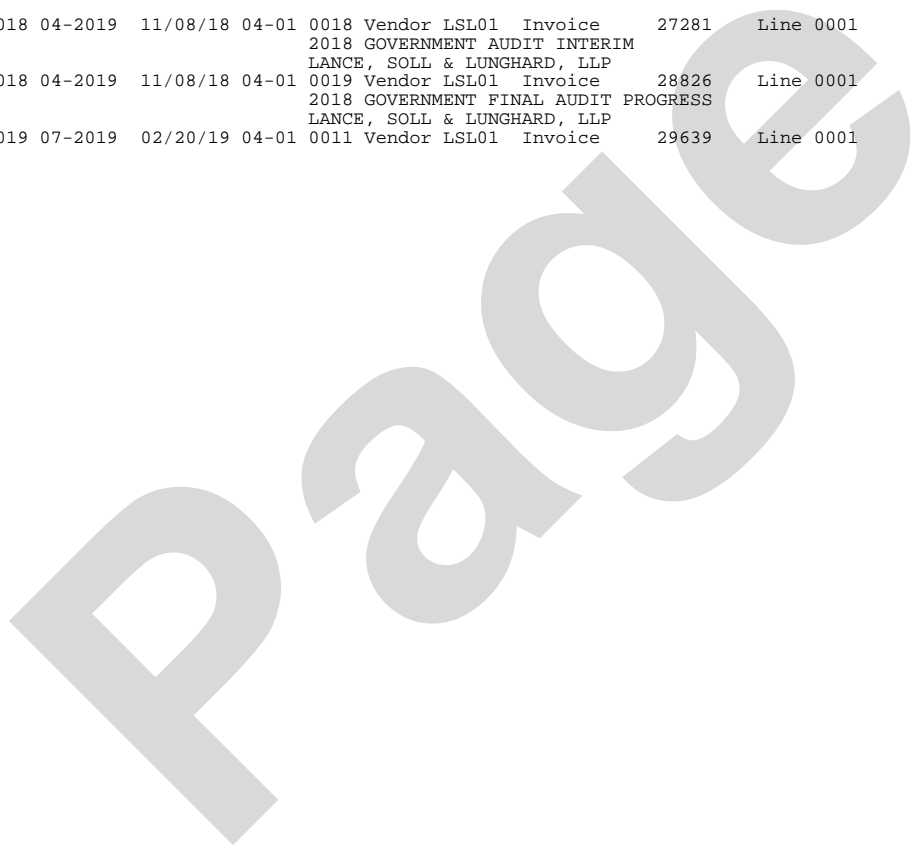 018 04-2019 11/08/18 04-01 0018 Vendor LSL01 Invoice 27281 Line 0001
2018 GOVERNMENT AUDIT INTERIM
LANCE, SOLL & LUNGHARD, LLP
018 04-2019 11/08/18 04-01 0019 Vendor LSL01 Invoice 28826 Line 0001
2018 GOVERNMENT FINAL AUDIT PROGRESS
LANCE, SOLL & LUNGHARD, LLP
019 07-2019 02/20/19 04-01 0011 Vendor LSL01 Invoice 29639 Line 0001
Page